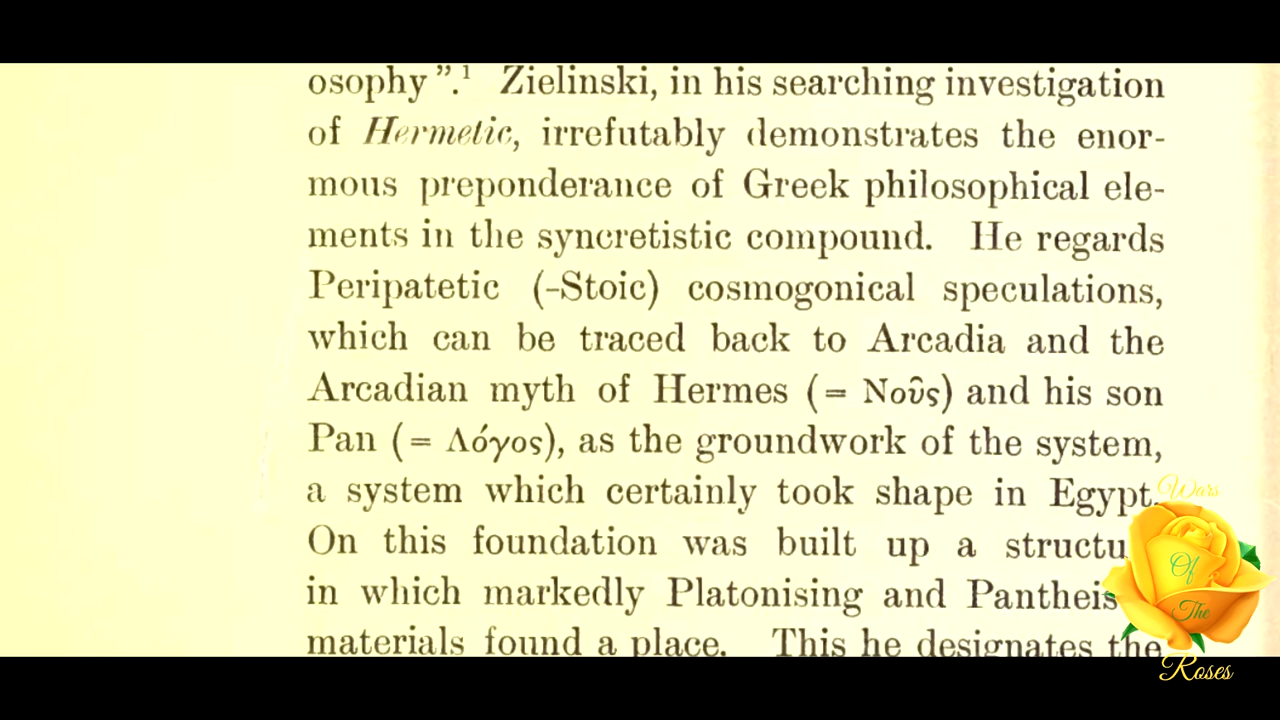 osophy”.¹ Zielinski, in his searching investigation
of Hermetic, irrefutably demonstrates the enor-
mous preponderance of Greek philosophical ele-
ments in the syncretistic compound. He regards
Peripatetic (-Stoic) cosmogonical speculations,
which can be traced back to Arcadia and the
Arcadian myth of Hermes (= Νοῦς) and his son
Pan (= Λόγος), as the groundwork of the system,
a system which certainly took shape in Egypt.
On this foundation was built up a
in which markedly Platonising and
materials found a place. This he designates the
Wars
Of
The
Roses